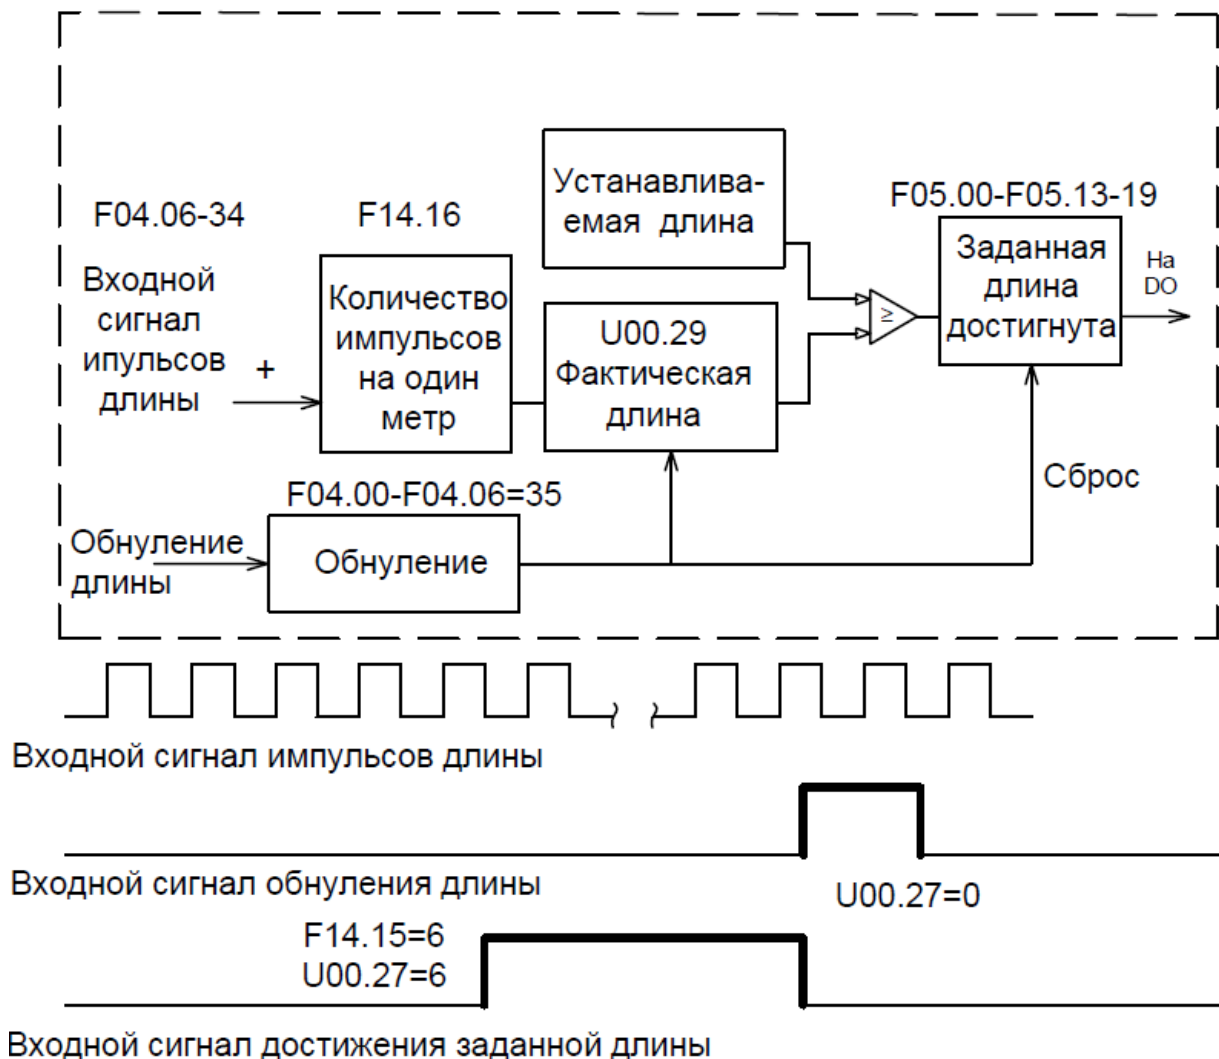 Устанавлива-
емая длина
F05.00-F05.13-19
F04.06-34
F14.16
Входной
сигнал
ипульсов
длины
+
Количество
импульсов
на один
метр
U00.29
Фактическая
длина
≥
Заданная
длина
достигнута
На
DO
Сброс
F04.00-F04.06=35
Обнуление
длины
Обнуление
Входной сигнал импульсов длины
Входной сигнал обнуления длины
U00.27=0
F14.15=6
U00.27=6
Входной сигнал достижения заданной длины